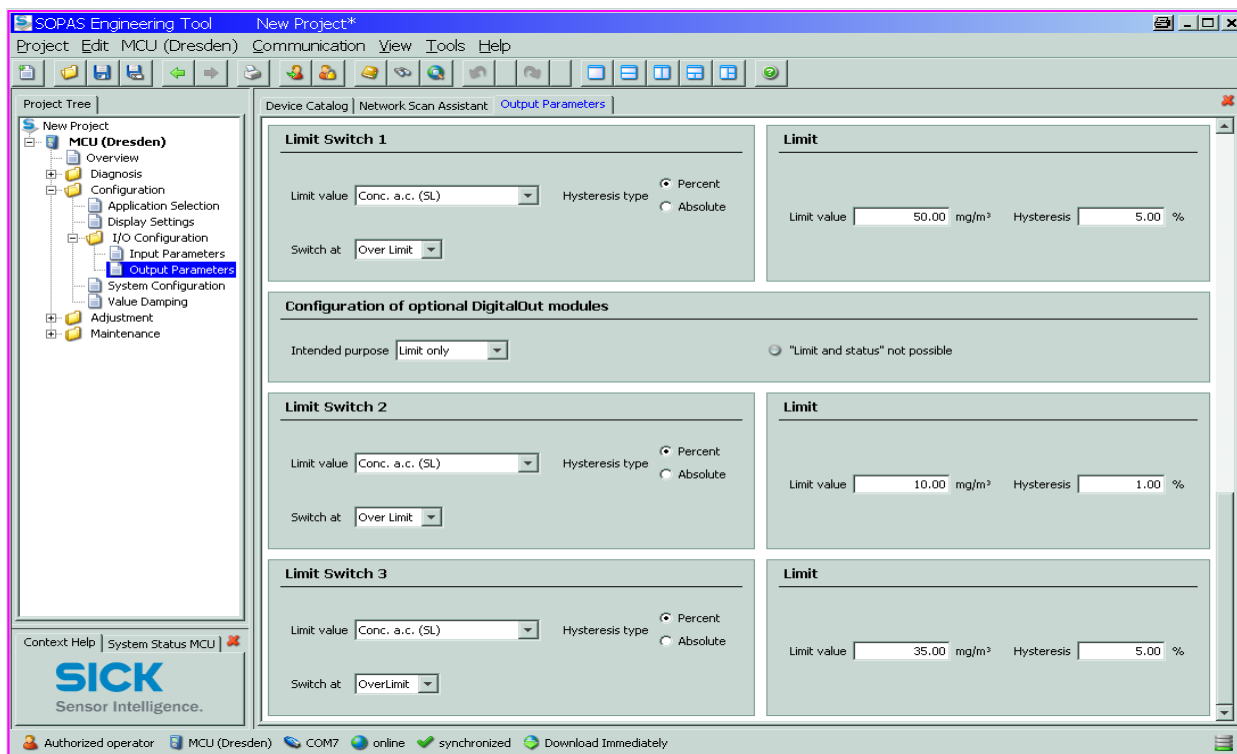 SOPAS Engineering Tool New Project*
Project Edit MCU (Dresden) Communication View Tools Help
Project Tree
New Project
MCU (Dresden)
Overview
Diagnosis
Configuration
Application Selection
Display Settings
I/O Configuration
Input Parameters
Output Parameters
System Configuration
Value Damping
Adjustment
Maintenance
Context Help System Status MCU
SICK
Sensor Intelligence.
Device Catalog Network Scan Assistant Output Parameters
Limit Switch 1
Limit value Conc. a.c. (SL) Hysteresis type Percent
Absolute
Switch at Over Limit
Limit
Limit value 50.00 mg/m³ Hysteresis 5.00 %
Configuration of optional DigitalOut modules
Intended purpose Limit only "Limit and status" not possible
Limit Switch 2
Limit value Conc. a.c. (SL) Hysteresis type Percent
Absolute
Switch at Over Limit
Limit
Limit value 10.00 mg/m³ Hysteresis 1.00 %
Limit Switch 3
Limit value Conc. a.c. (SL) Hysteresis type Percent
Absolute
Switch at OverLimit
Limit
Limit value 35.00 mg/m³ Hysteresis 5.00 %
Authorized operator MCU (Dresden) COM7 online synchronized Download Immediately